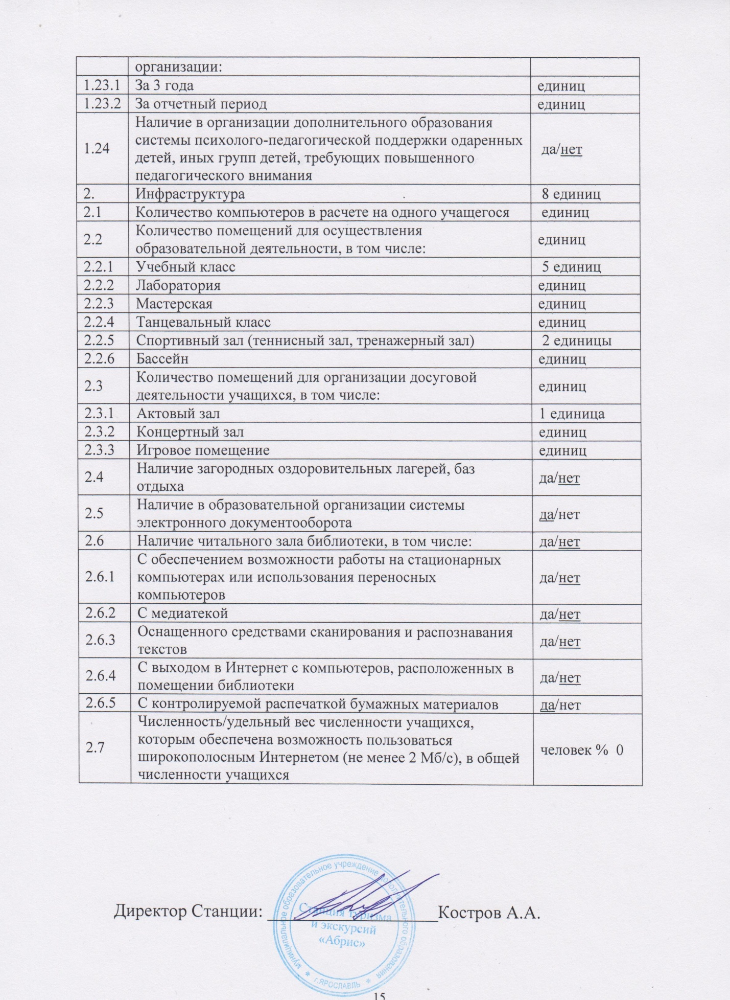 организации:
1.23.1 За 3 года единиц
1.23.2 За отчетный период единиц
Наличие в организации дополнительного образования
системы психолого-педагогической поддержки одаренных
1.24 да/нет
детей, иных групп детей, требующих повышенного
педагогического внимания
2. Инфраструктура 8 единиц
2.1 Количество компьютеров в расчете на одного учащегося единиц
Количество помещений для осуществления
2.2 единиц
образовательной деятельности, в том числе:
2.2.1 Учебный класс 5 единиц
2.2.2 Лаборатория единиц
2.2.3 Мастерская единиц
2.2.4 Танцевальный класс единиц
2.2.5 Спортивный зал (теннисный зал, тренажерный зал) 2 единицы
2.2.6 Бассейн единиц
Количество помещений для организации досуговой
2.3 единиц
деятельности учащихся, в том числе:
2.3.1 Актовый зал 1 единица
2.3.2 Концертный зал единиц
2.3.3 Игровое помещение единиц
Наличие загородных оздоровительных лагерей, баз
2.4 да/нет
отдыха
Наличие в образовательной организации системы
2.5 да/нет
электронного документооборота
2.6 Наличие читального зала библиотеки, в том числе: да/нет
С обеспечением возможности работы на стационарных
2.6.1 компьютерах или использования переносных да/нет
компьютеров
2.6.2 С медиатекой да/нет
Оснащенного средствами сканирования и распознавания
2.6.3 да/нет
текстов
С выходом в Интернет с компьютеров, расположенных в
2.6.4 да/нет
помещении библиотеки
2.6.5 С контролируемой распечаткой бумажных материалов да/нет
Численность/удельный вес численности учащихся,
которым обеспечена возможность пользоваться
2.7 человек % 0
широкополосным Интернетом (не менее 2 Мб/с), в общей
численности учащихся
Директор Станции: Костров А.А.
муниципальное образовательное учреждение дополнительного образования
Станция туризма
и экскурсий
«Абрис»
г.ЯРОСЛАВЛЬ
15